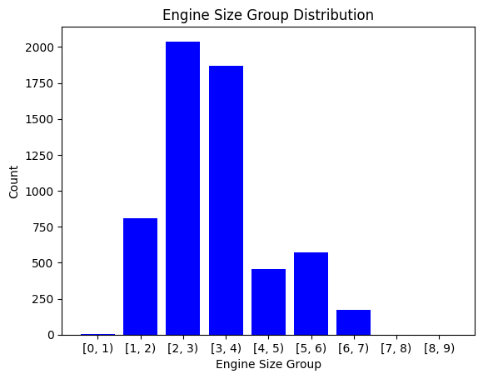 Engine Size Group Distribution
2000
1750
1500
1250
1000
750
500
250
0
Count
[0, 1) [1, 2) [2, 3) [3, 4) [4, 5) [5, 6) [6, 7) [7, 8) [8, 9)
Engine Size Group